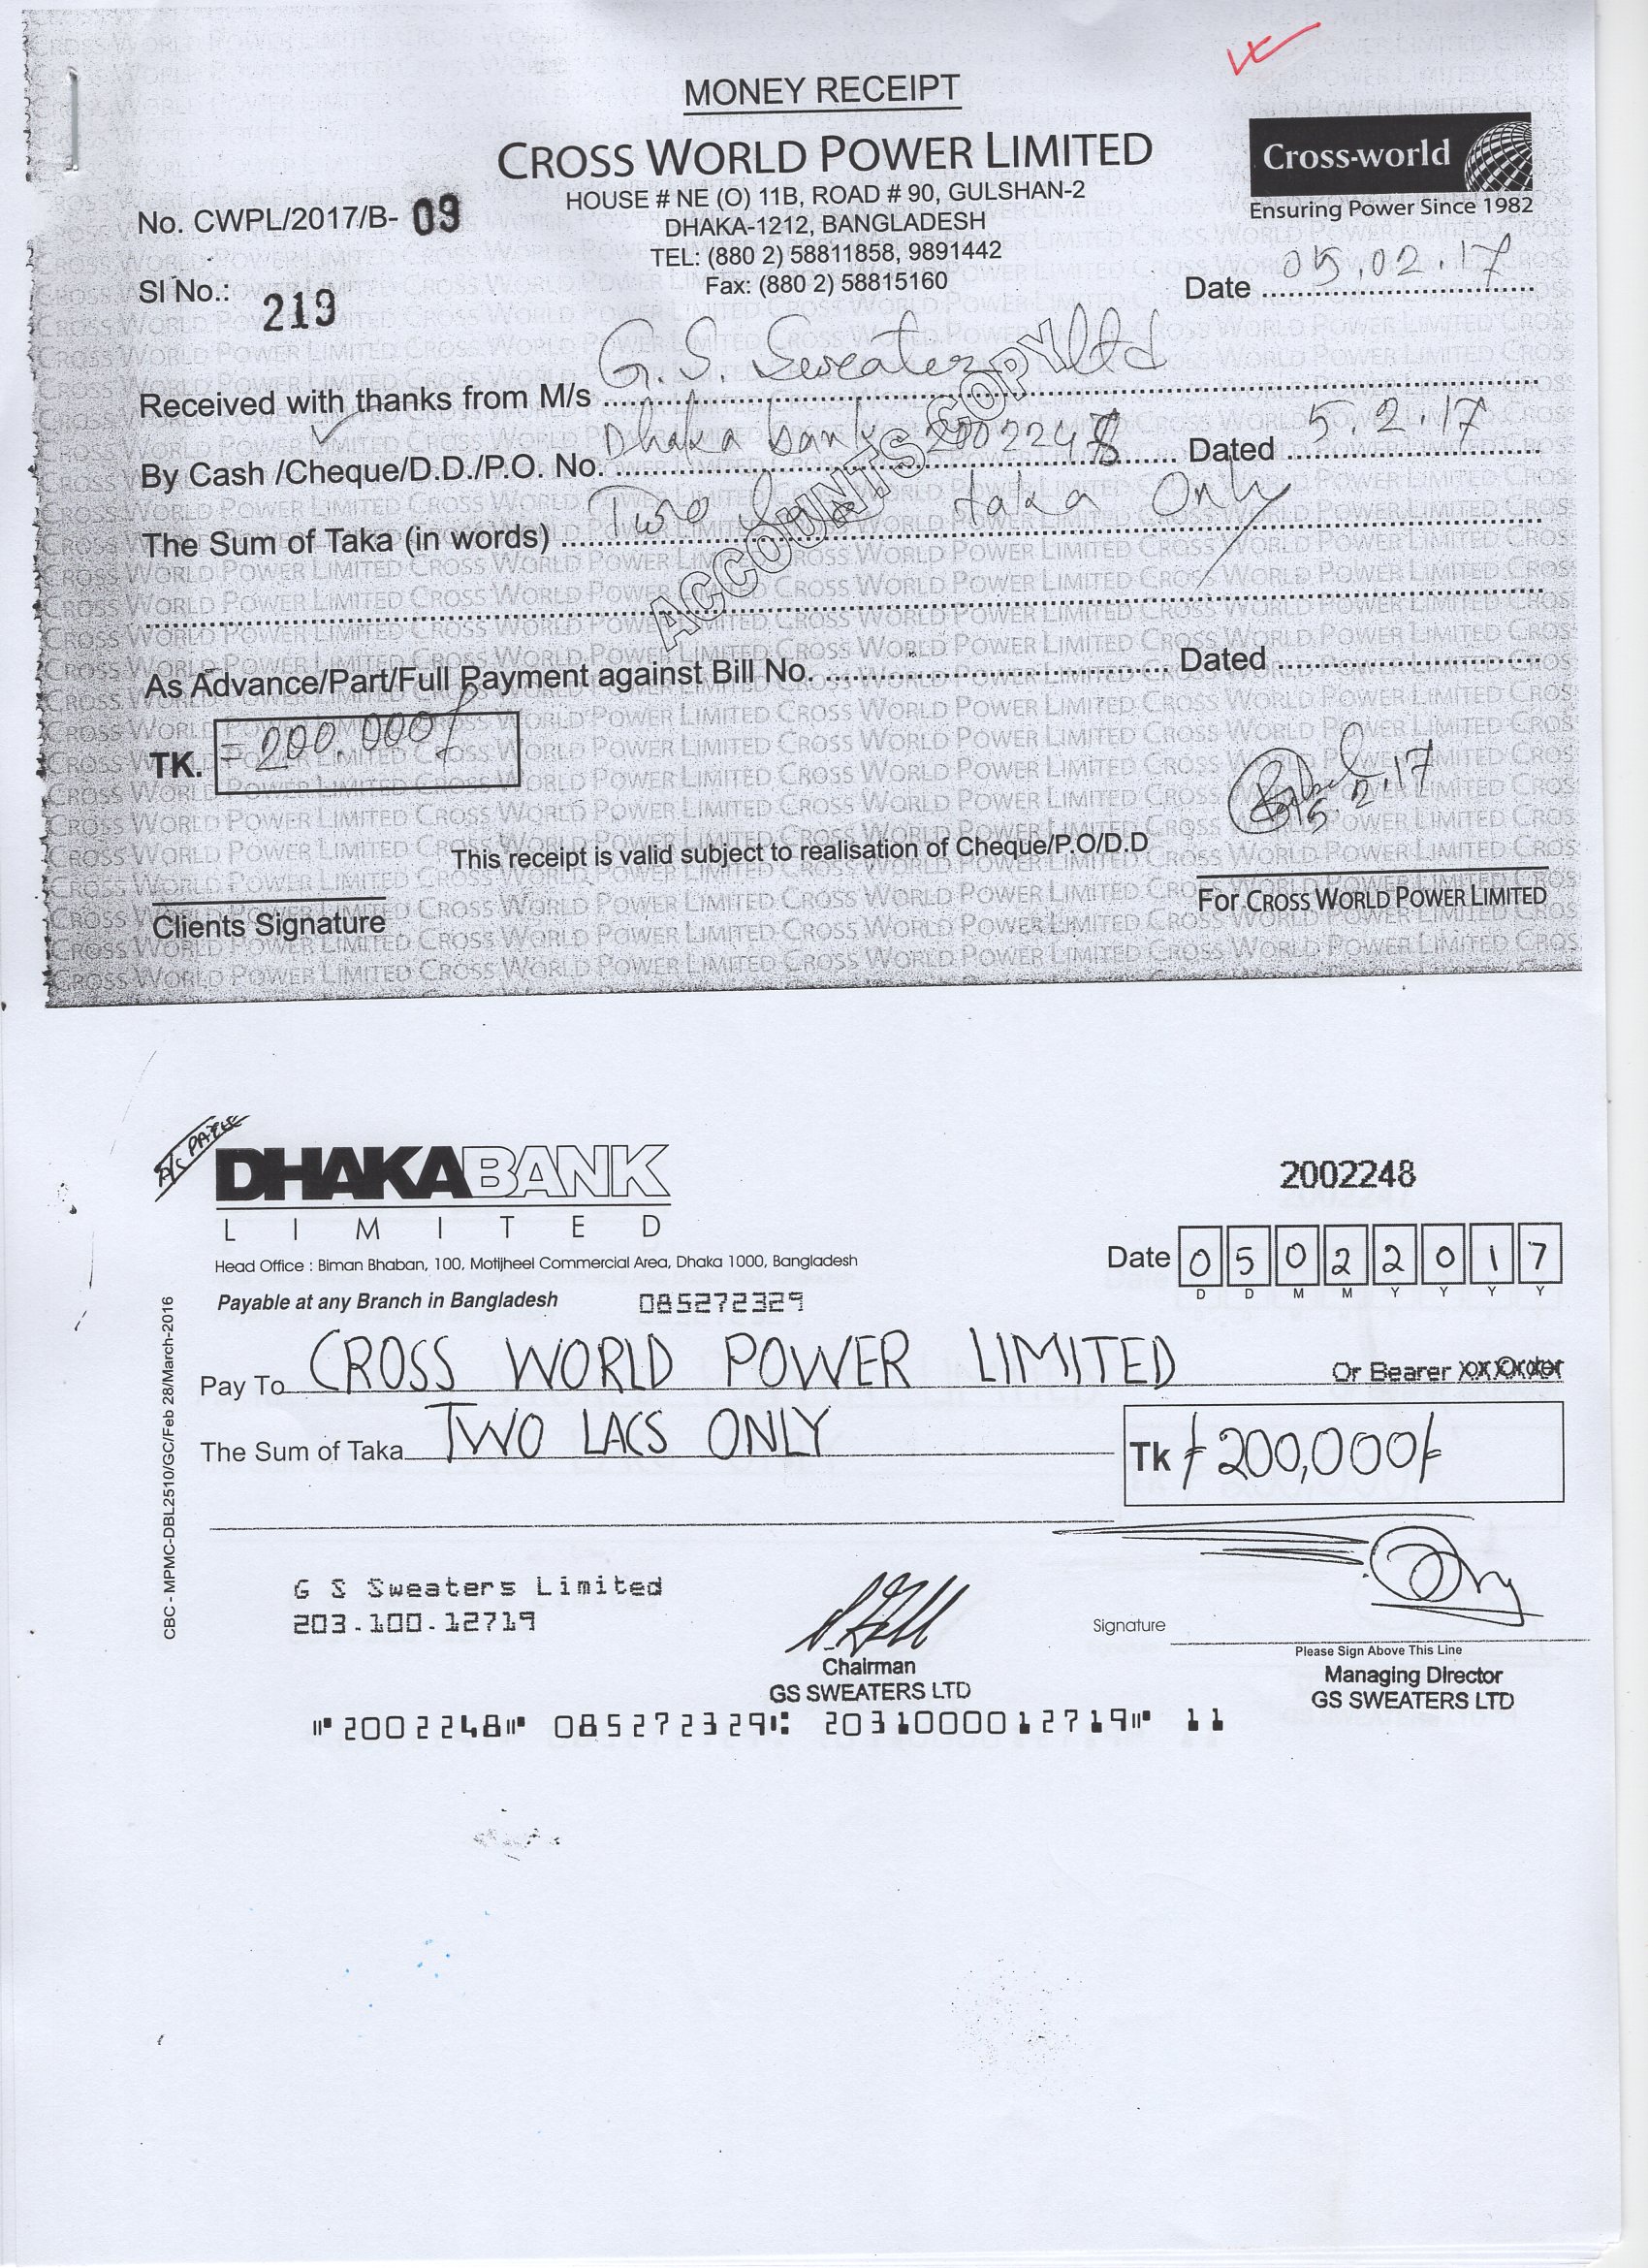 MONEY RECEIPT
CROSS WORLD POWER LIMITED
HOUSE # NE (O) 11B, ROAD # 90, GULSHAN-2
DHAKA-1212, BANGLADESH
TEL: (880 2) 58811858, 9891442
Fax: (880 2) 58815160
Cross-world
Ensuring Power Since 1982
No. CWPL/2017/B- 09
Sl No.: 219
Date 05.02.17
Received with thanks from M/s G.S. Sweater ltd
By Cash /Cheque/D.D./P.O. No. Dhaka bank 2002248 Dated 5.2.17
The Sum of Taka (in words) Two Lac taka Only
ACCOUNTS COPY
As Advance/Part/Full Payment against Bill No. Dated
TK. =200.000/
5.2.17
This receipt is valid subject to realisation of Cheque/P.O/D.D
Clients Signature
For CROSS WORLD POWER LIMITED
A/C PAYEE
DHAKABANK
LIMITED
2002248
Head Office : Biman Bhaban, 100, Motijheel Commercial Area, Dhaka 1000, Bangladesh
Date 05022017
D D M M Y Y Y Y
Payable at any Branch in Bangladesh 085272329
Pay To CROSS WORLD POWER LIMITED Or Bearer
The Sum of Taka TWO LACS ONLY
Tk 200,000/
CBC - MPMC-DBL2510/GC/Feb 28/March-2016
G S Sweaters Limited
203.100.12719
Signature
Please Sign Above This Line
Chairman
GS SWEATERS LTD
Managing Director
GS SWEATERS LTD
⑈2002248⑈ 085272329⑆ 2031000012719⑈ 11